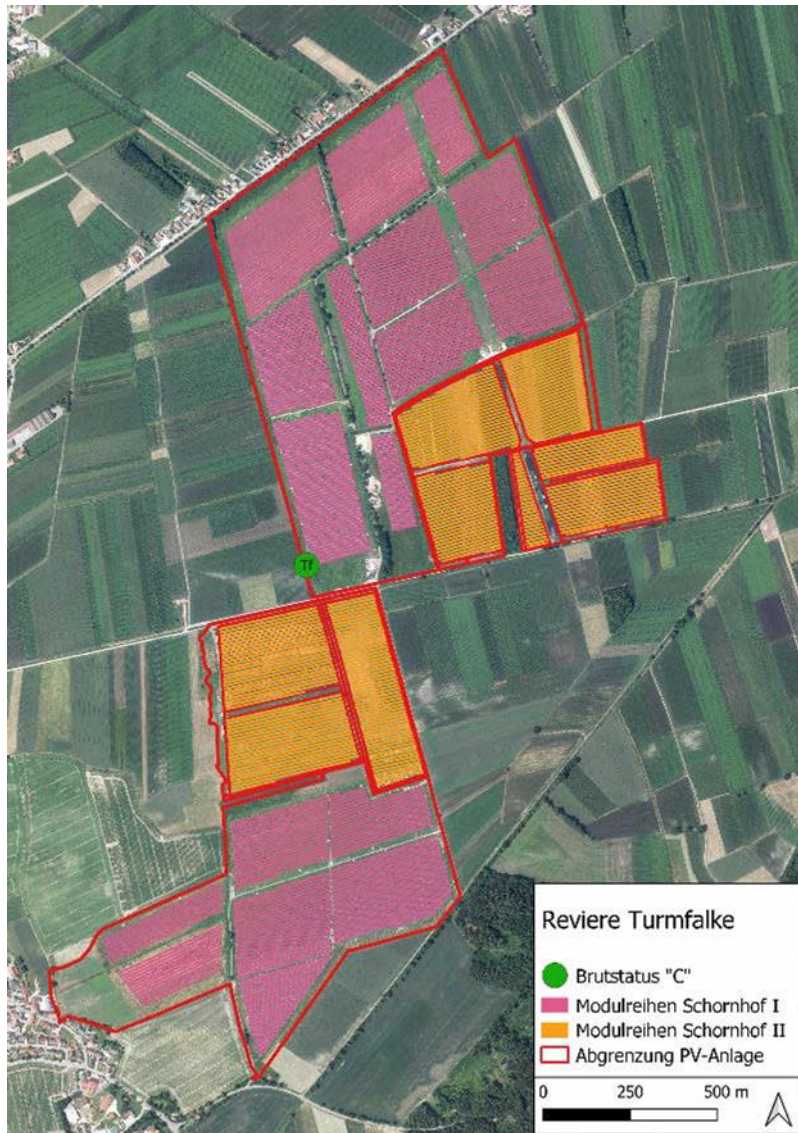 Tf
Reviere Turmfalke
Brutstatus "C"
Modulreihen Schornhof I
Modulreihen Schornhof II
Abgrenzung PV-Anlage
0 250 500 m